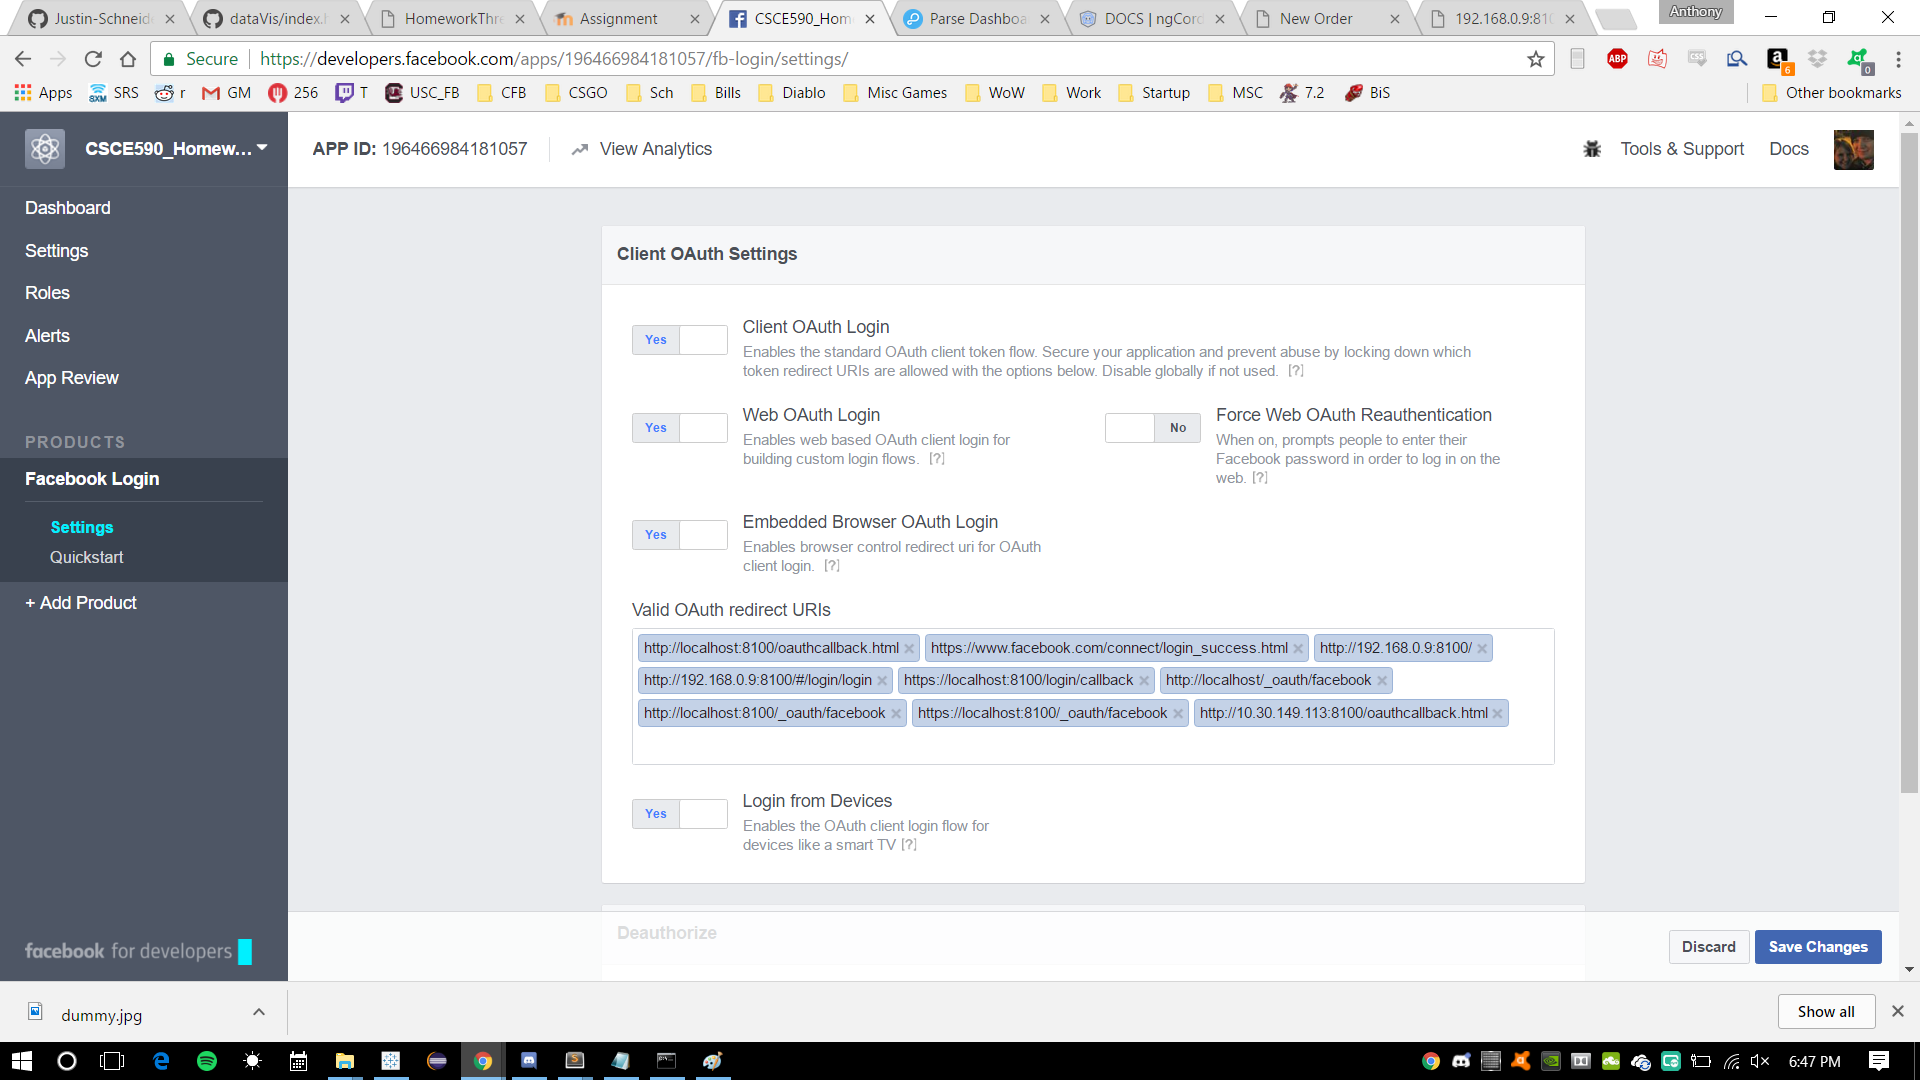 Justin-Schneid
dataVis/index.h
HomeworkThre
Assignment
CSCE590_Hom
Parse Dashboa
DOCS | ngCord
New Order
192.168.0.9:810
Anthony
Secure
https://developers.facebook.com/apps/196466984181057/fb-login/settings/
ABP
CSS
a
6
0
Apps
SRS
r
GM
256
T
USC_FB
CFB
CSGO
Sch
Bills
Diablo
Misc Games
WoW
Work
Startup
MSC
7.2
BiS
Other bookmarks
CSCE590_Homew...
APP ID: 196466984181057
View Analytics
Tools & Support
Docs
Dashboard
Settings
Roles
Alerts
App Review
PRODUCTS
Facebook Login
Settings
Quickstart
+ Add Product
facebook for developers
Client OAuth Settings
Yes
Client OAuth Login
Enables the standard OAuth client token flow. Secure your application and prevent abuse by locking down which
token redirect URIs are allowed with the options below. Disable globally if not used. [?]
Yes
Web OAuth Login
Enables web based OAuth client login for
building custom login flows. [?]
No
Force Web OAuth Reauthentication
When on, prompts people to enter their
Facebook password in order to log in on the
web. [?]
Yes
Embedded Browser OAuth Login
Enables browser control redirect uri for OAuth
client login. [?]
Valid OAuth redirect URIs
http://localhost:8100/oauthcallback.html
https://www.facebook.com/connect/login_success.html
http://192.168.0.9:8100/
http://192.168.0.9:8100/#/login/login
https://localhost:8100/login/callback
http://localhost/_oauth/facebook
http://localhost:8100/_oauth/facebook
https://localhost:8100/_oauth/facebook
http://10.30.149.113:8100/oauthcallback.html
Yes
Login from Devices
Enables the OAuth client login flow for
devices like a smart TV [?]
Deauthorize
Discard
Save Changes
dummy.jpg
Show all
6:47 PM